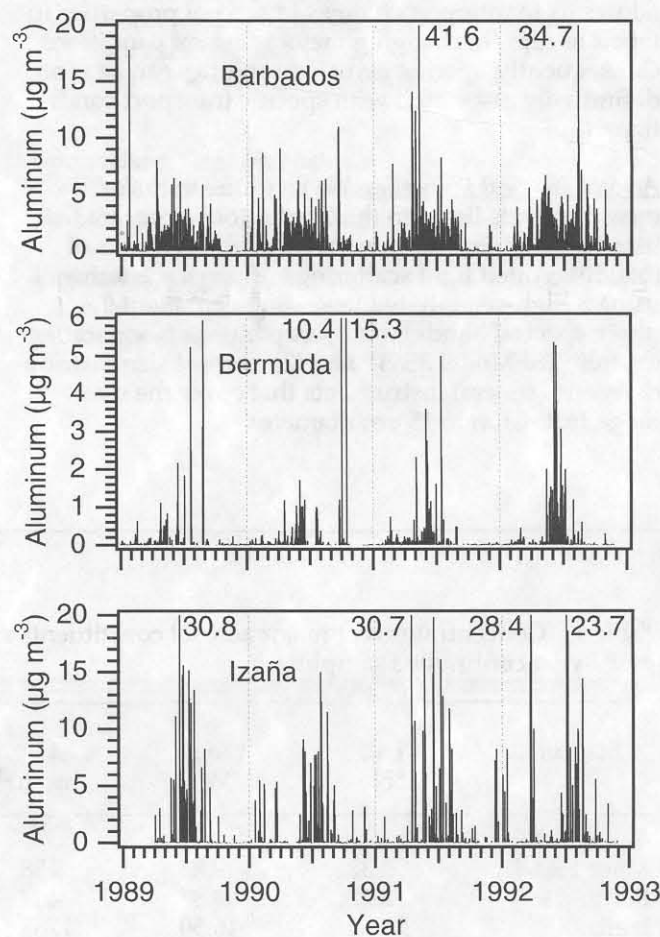 20
41.6 34.7
Barbados
15
10
5
0
Aluminum (µg m-3)
6
10.4 15.3
Bermuda
5
4
3
2
1
0
Aluminum (µg m-3)
20
30.8 30.7 28.4 23.7
Izaña
15
10
5
0
Aluminum (µg m-3)
1989 1990 1991 1992 1993
Year